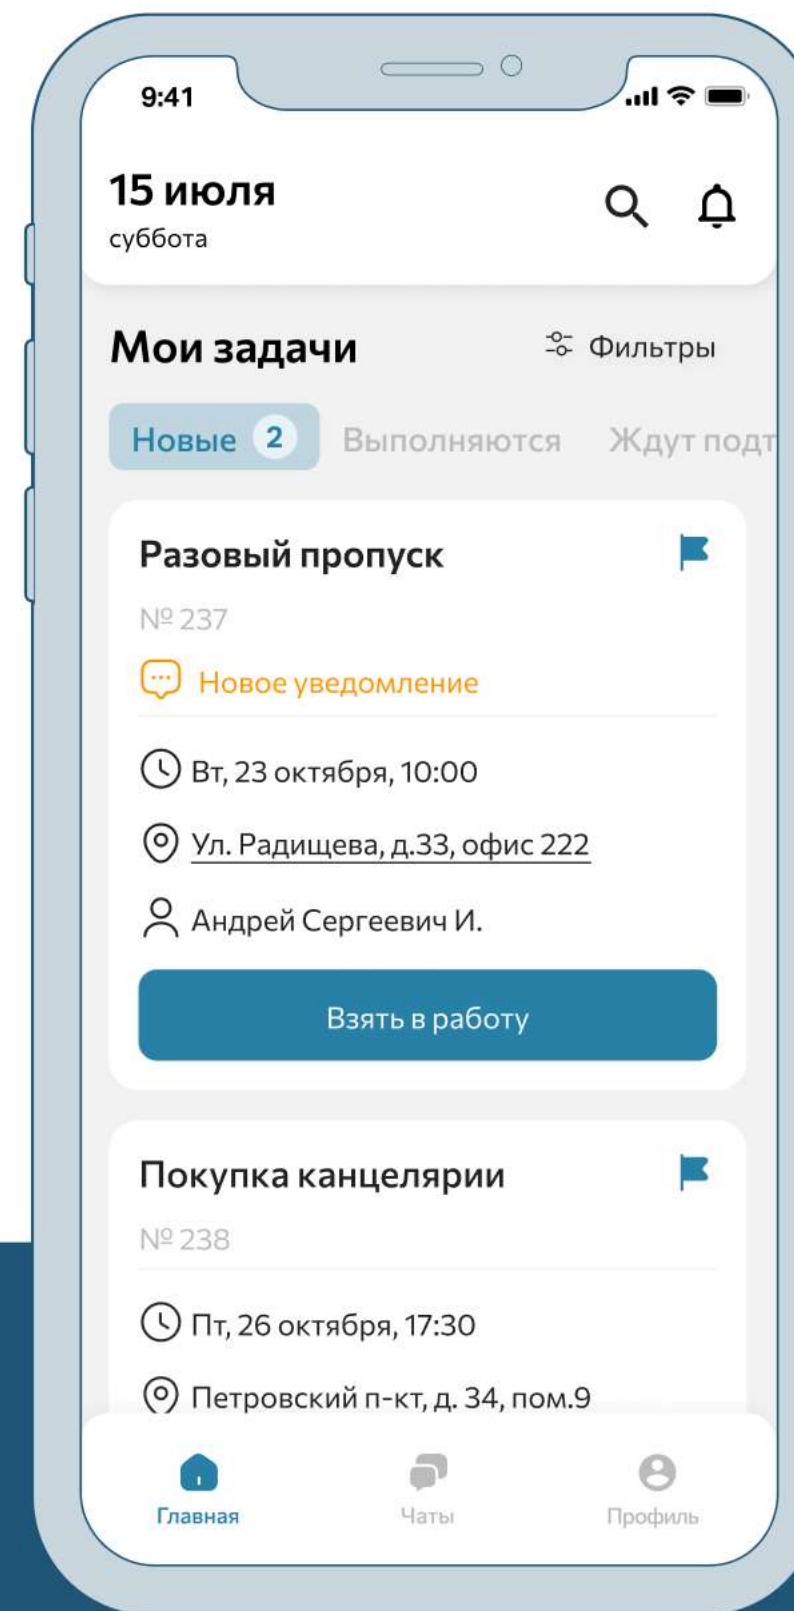 9:41
15 июля
суббота
Мои задачи
Фильтры
Новые 2 Выполняются Ждут подт
Разовый пропуск
№ 237
Новое уведомление
Вт, 23 октября, 10:00
Ул. Радищева, д.33, офис 222
Андрей Сергеевич И.
Взять в работу
Покупка канцелярии
№ 238
Пт, 26 октября, 17:30
Петровский п-кт, д. 34, пом.9
Главная Чаты Профиль